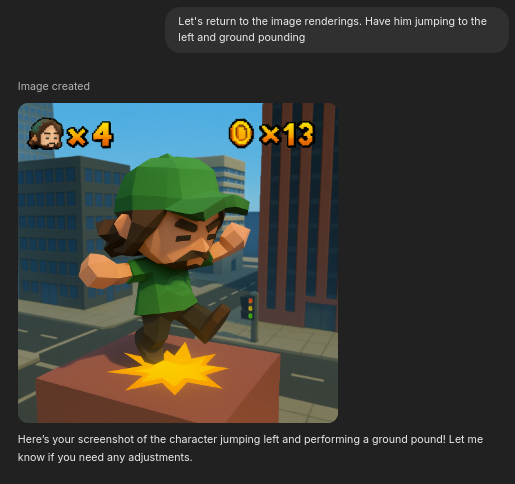 Let's return to the image renderings. Have him jumping to the
left and ground pounding
Image created
×4
×13
Here's your screenshot of the character jumping left and performing a ground pound! Let me
know if you need any adjustments.